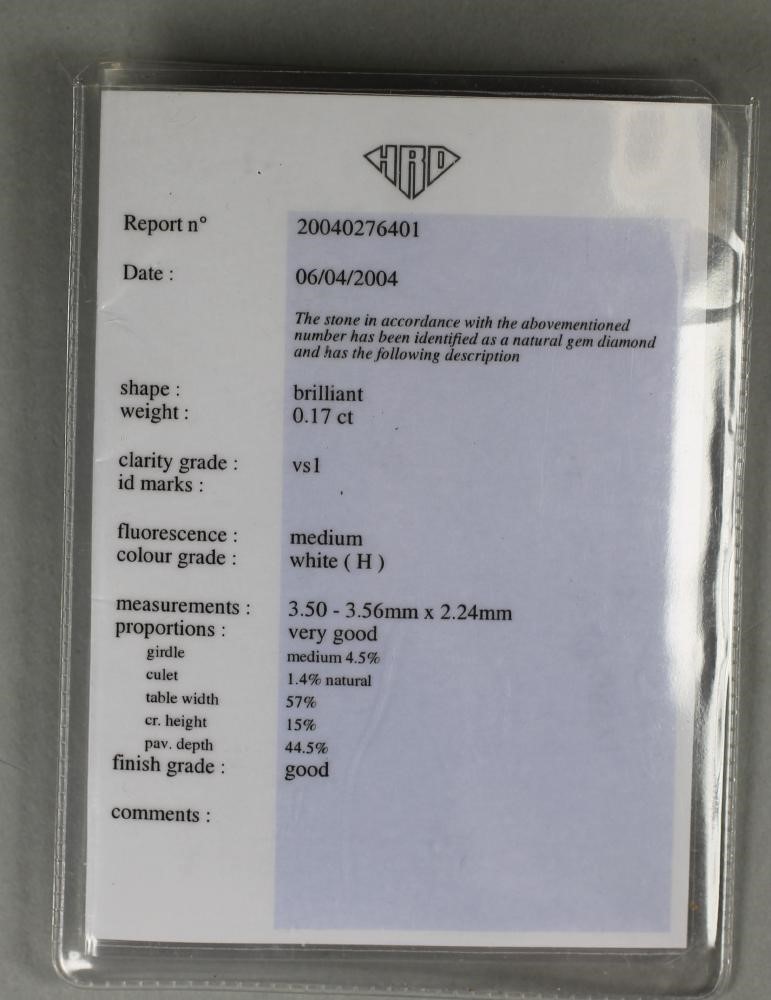 HRD
Report n° 20040276401
Date : 06/04/2004
The stone in accordance with the abovementioned
number has been identified as a natural gem diamond
and has the following description
shape : brilliant
weight : 0.17 ct
clarity grade : vs1
id marks :
fluorescence : medium
colour grade : white ( H )
measurements : 3.50 - 3.56mm x 2.24mm
proportions : very good
girdle medium 4.5%
culet 1.4% natural
table width 57%
cr. height 15%
pav. depth 44.5%
finish grade : good
comments :